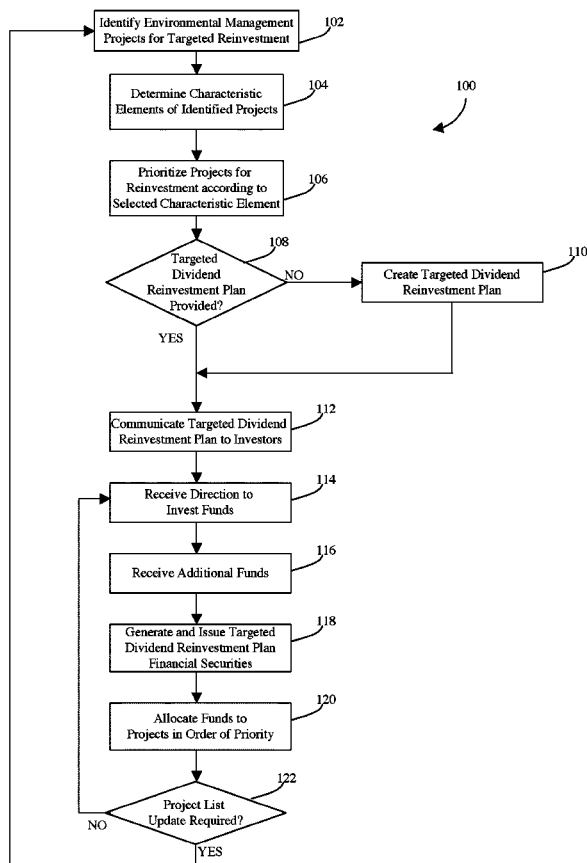 Identify Environmental Management
Projects for Targeted Reinvestment
102
Determine Characteristic
Elements of Identified Projects
104
100
Prioritize Projects for
Reinvestment according to
Selected Characteristic Element
106
Targeted
Dividend
Reinvestment Plan
Provided?
108
NO
Create Targeted Dividend
Reinvestment Plan
110
YES
Communicate Targeted Dividend
Reinvestment Plan to Investors
112
Receive Direction to
Invest Funds
114
Receive Additional Funds
116
Generate and Issue Targeted
Dividend Reinvestment Plan
Financial Securities
118
Allocate Funds to
Projects in Order of Priority
120
Project List
Update Required?
122
NO
YES